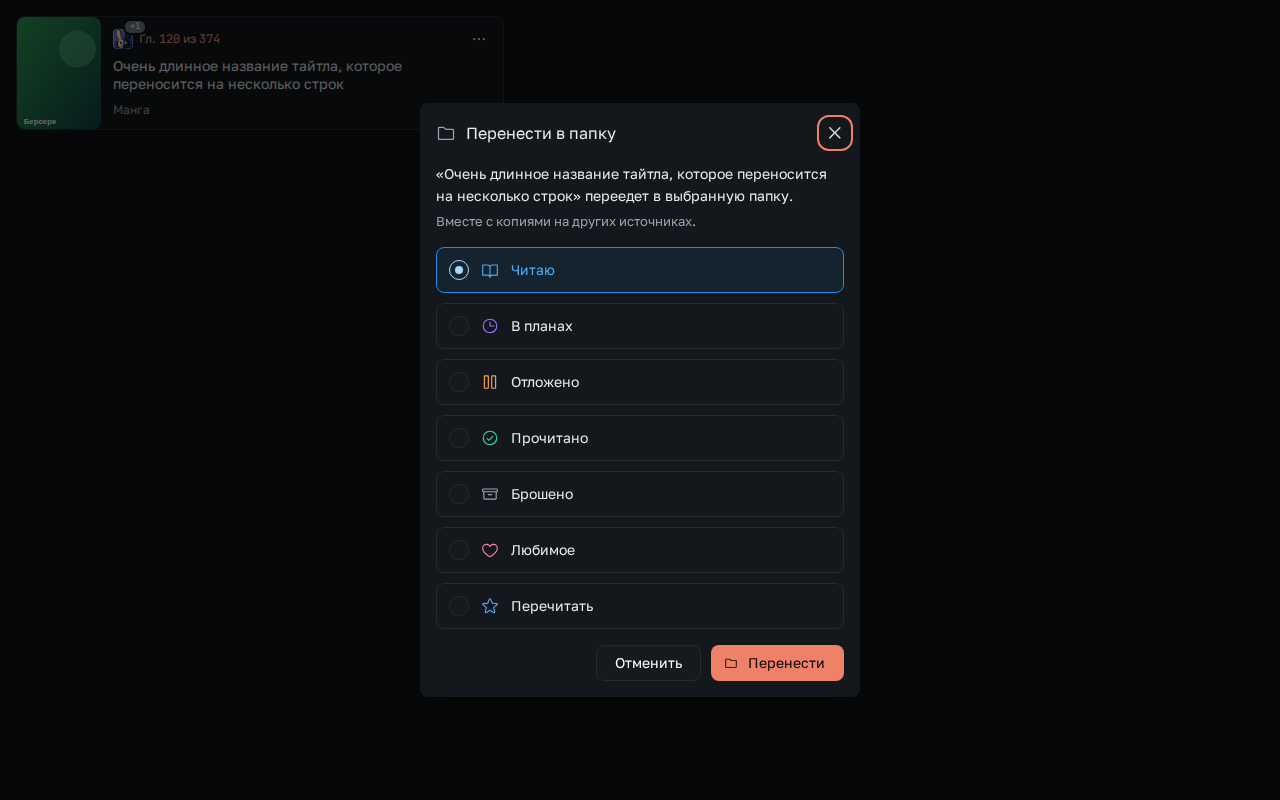 +1
Гл. 120 из 374
Очень длинное название тайтла, которое
переносится на несколько строк
Манга
Берсерк
Перенести в папку
«Очень длинное название тайтла, которое переносится
на несколько строк» переедет в выбранную папку.
Вместе с копиями на других источниках.
Читаю
В планах
Отложено
Прочитано
Брошено
Любимое
Перечитать
Отменить
Перенести